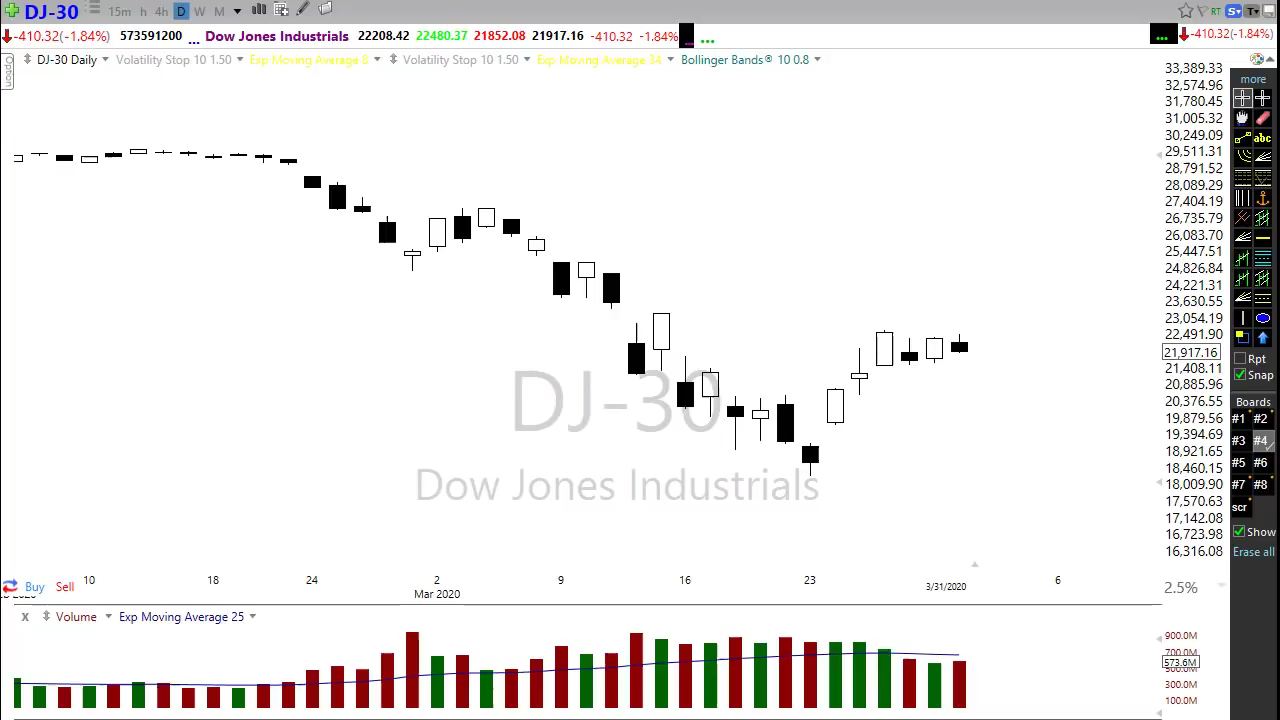 DJ-30 15m h 4h D W M RT S T
-410.32(-1.84%) 573591200 ... Dow Jones Industrials 22208.42 22480.37 21852.08 21917.16 -410.32 -1.84% ... ... -410.32(-1.84%)
Option
DJ-30 Daily Volatility Stop 10 1.50 Exp Moving Average 8 Volatility Stop 10 1.50 Exp Moving Average 34 Bollinger Bands® 10 0.8
33,389.33
32,574.96
31,780.45
31,005.32
30,249.09
29,511.31
28,791.52
28,089.29
27,404.19
26,735.79
26,083.70
25,447.51
24,826.84
24,221.31
23,630.55
23,054.19
22,491.90
21,917.16
21,408.11
20,885.96
20,376.55
19,879.56
19,394.69
18,921.65
18,460.15
18,009.90
17,570.63
17,142.08
16,723.98
16,316.08
more
abc
Rpt
Snap
Boards
#1 #2
#3 #4
#5 #6
#7 #8
scr
Show
Erase all
DJ-30
Dow Jones Industrials
10 18 24 2 9 16 23 3/31/2020 6
Mar 2020
Buy Sell
2.5%
X Volume Exp Moving Average 25
900.0M
700.0M
573.6M
300.0M
100.0M